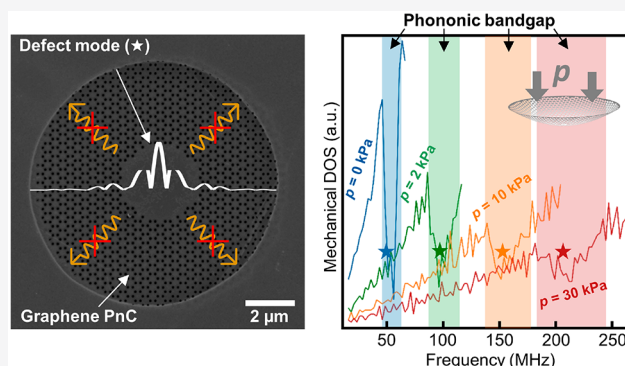 Defect mode (★)
Graphene PnC
2 μm
Phononic bandgap
p
p = 0 kPa
p = 2 kPa
p = 10 kPa
p = 30 kPa
Mechanical DOS (a.u.)
50 100 150 200 250
Frequency (MHz)